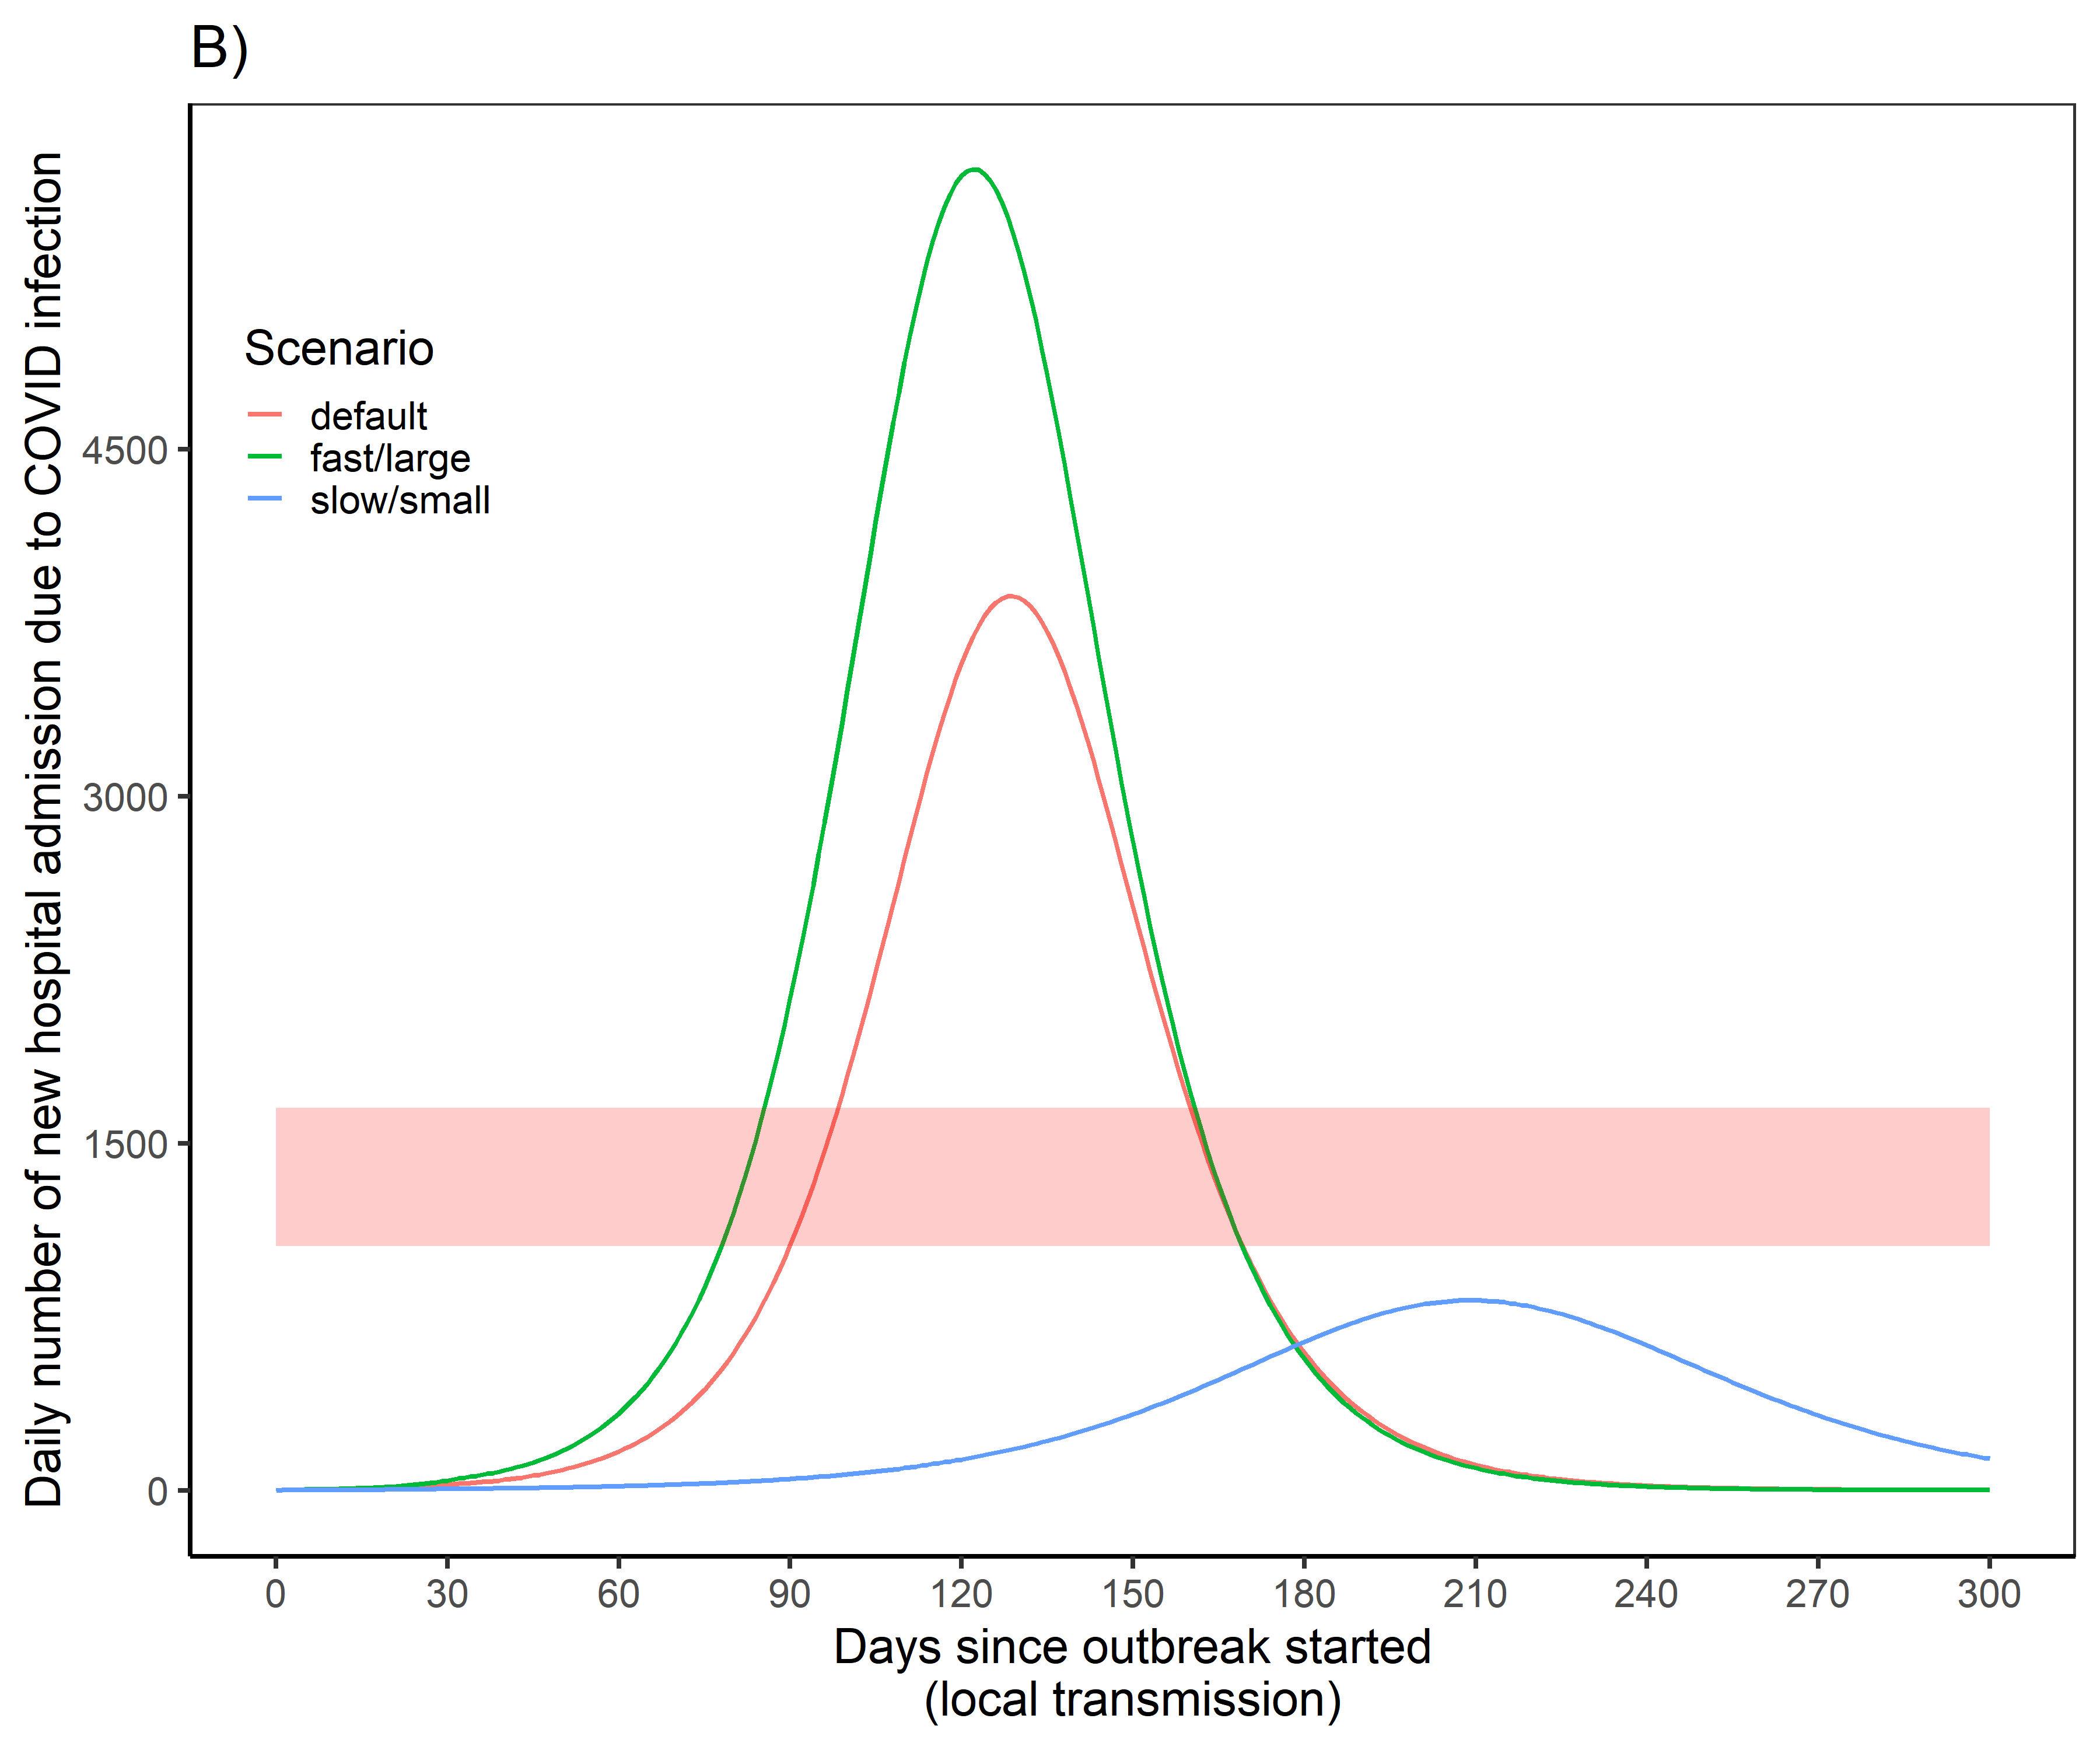 B)
Daily number of new hospital admission due to COVID infection
Scenario
default
fast/large
slow/small
4500
3000
1500
0
0 30 60 90 120 150 180 210 240 270 300
Days since outbreak started
(local transmission)